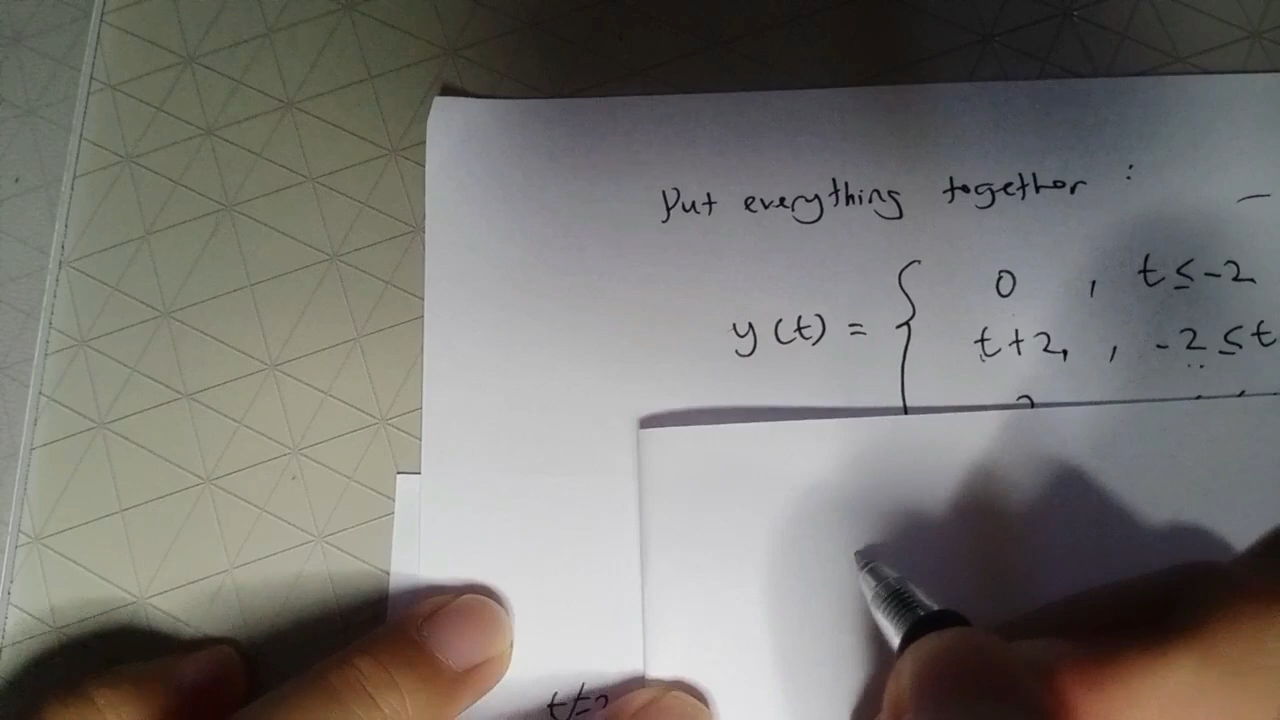 Put everything together :
y(t) = { 0 , t ≤ -2
t+2, , -2 ≤ t